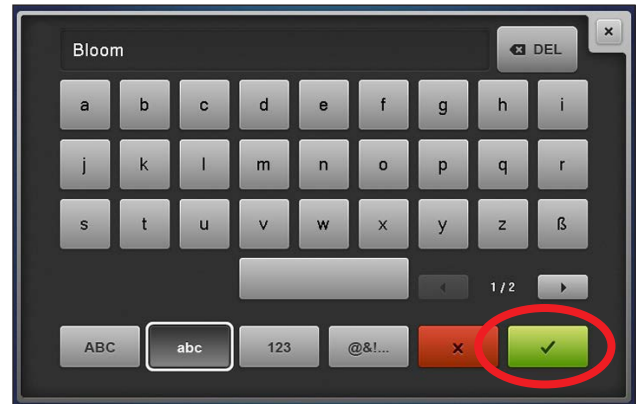 Bloom DEL
a b c d e f g h i
j k l m n o p q r
s t u v w x y z ß
1 / 2
ABC abc 123 @&!...